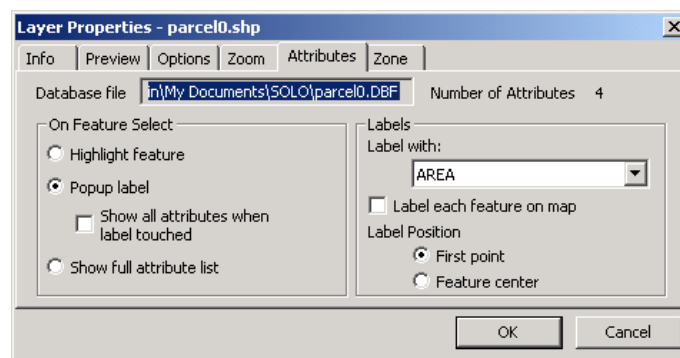 Layer Properties - parcel0.shp
Info Preview Options Zoom Attributes Zone
Database file in\My Documents\SOLO\parcel0.DBF Number of Attributes 4
On Feature Select
Highlight feature
Popup label
Show all attributes when
label touched
Show full attribute list
Labels
Label with:
AREA
Label each feature on map
Label Position
First point
Feature center
OK Cancel